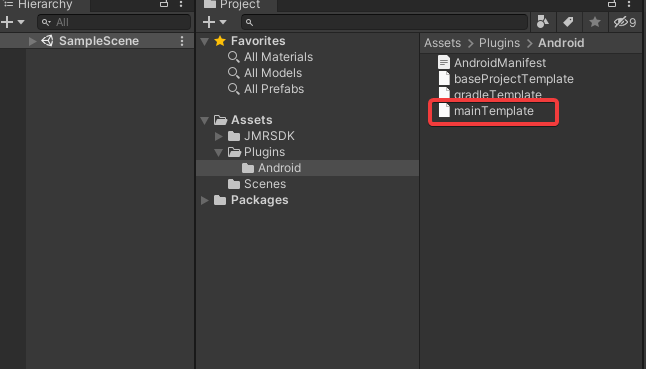 Hierarchy
All
SampleScene
Project
9
Favorites
All Materials
All Models
All Prefabs
Assets
JMRSDK
Plugins
Android
Scenes
Packages
Assets > Plugins > Android
AndroidManifest
baseProjectTemplate
gradleTemplate
mainTemplate